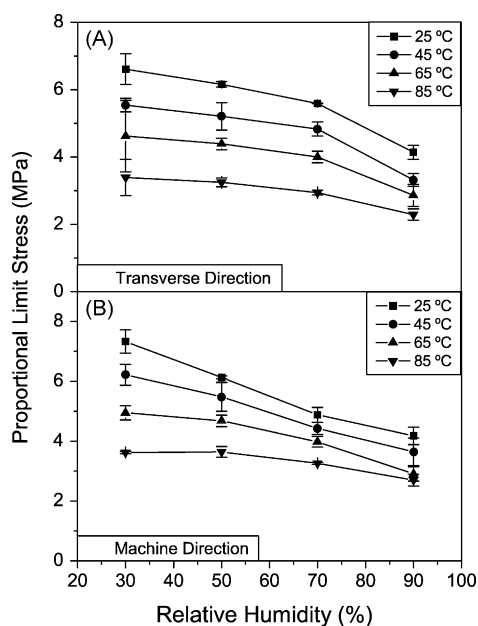 8
(A)
25 ºC
45 ºC
65 ºC
85 ºC
6
4
2
Transverse Direction
0
Proportional Limit Stress (MPa)
(B)
25 ºC
45 ºC
65 ºC
85 ºC
8
6
4
2
Machine Direction
0
20 30 40 50 60 70 80 90 100
Relative Humidity (%)